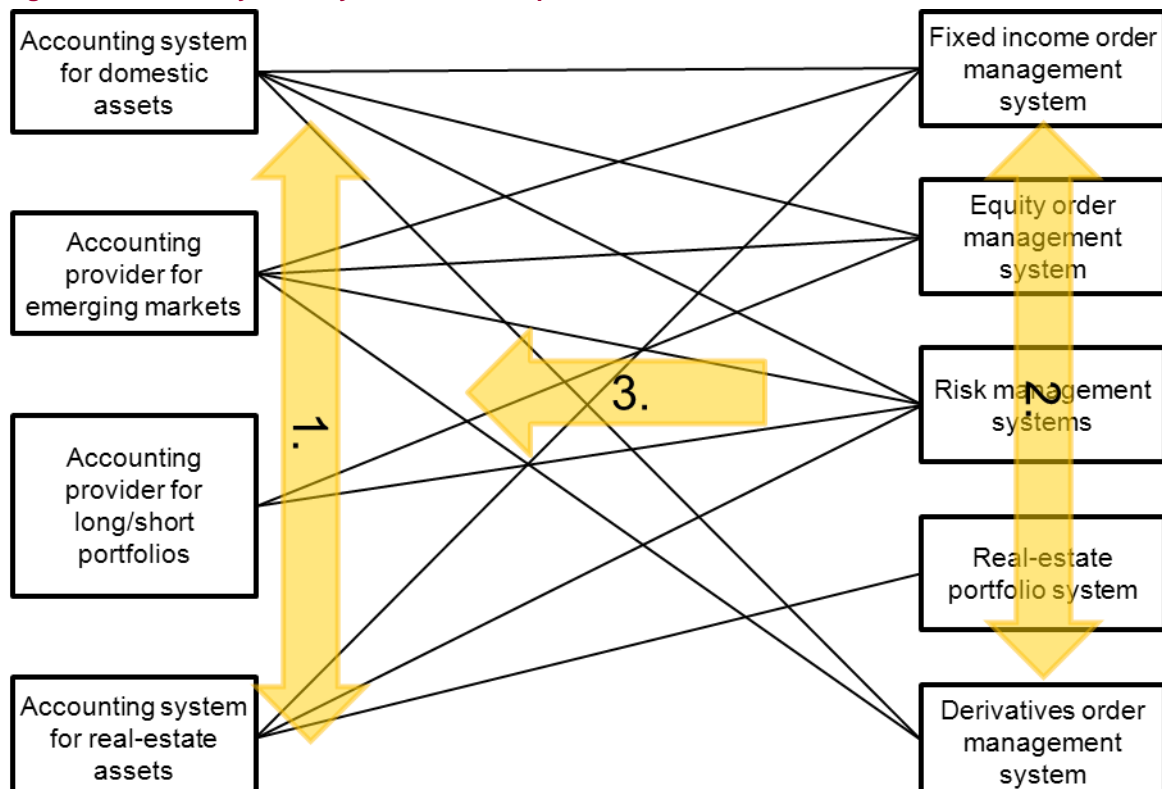 Accounting system
for domestic
assets
Accounting
provider for
emerging markets
Accounting
provider for
long/short
portfolios
Accounting system
for real-estate
assets
1.
3.
2.
Fixed income order
management
system
Equity order
management
system
Risk management
systems
Real-estate
portfolio system
Derivatives order
management
system